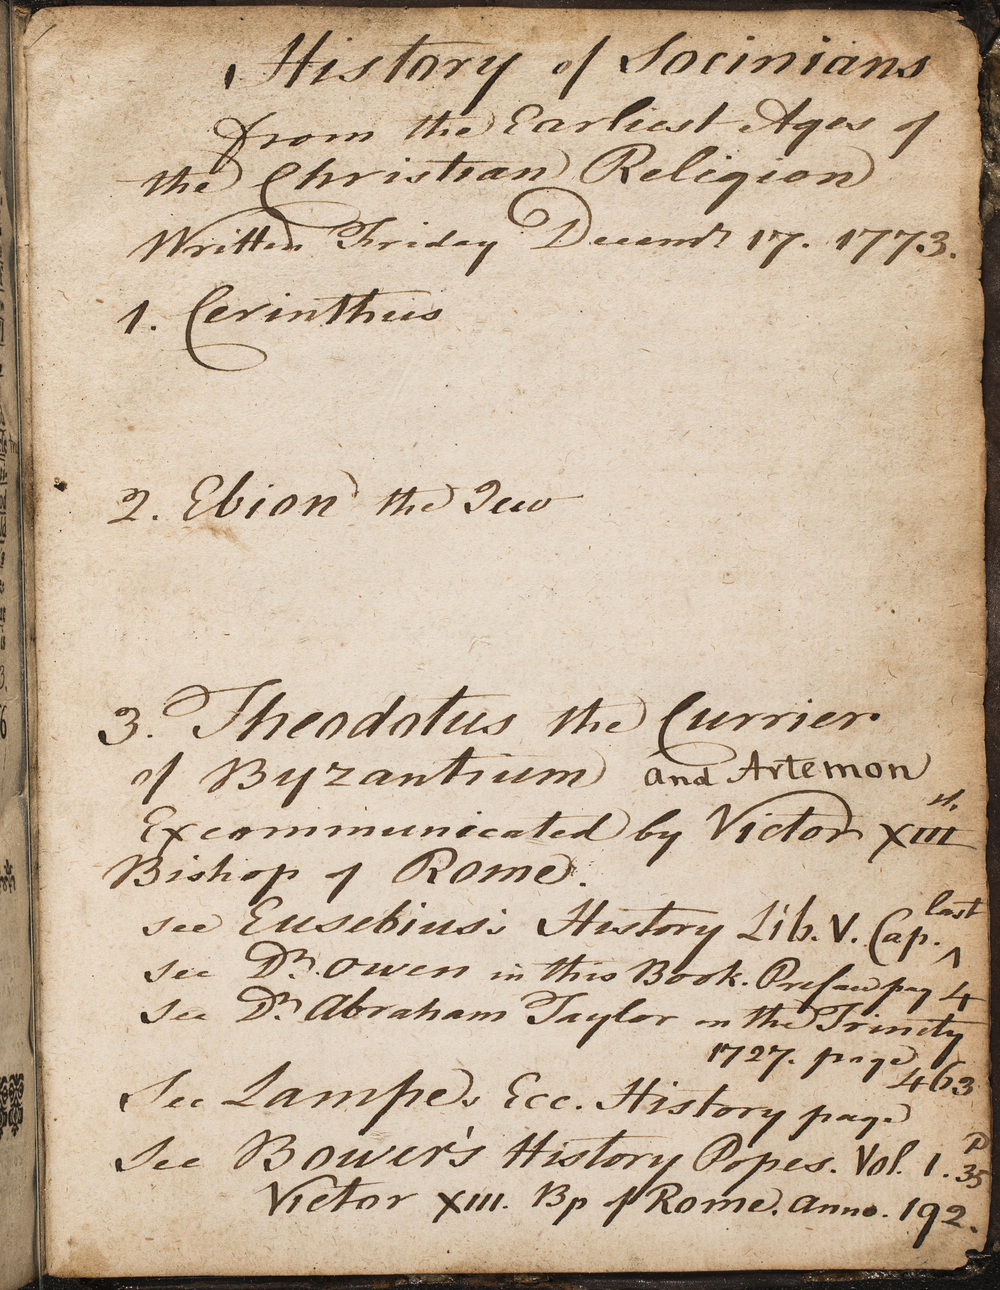 History of Socinians
from the Earliest Ages of
the Christian Religion
Written Friday Decemr 17. 1773.
1. Cerinthus
2. Ebion the Jew
3. Theodotus the Currier
of Byzantium and Artemon
Excommunicated by Victor XIIIth.
Bishop of Rome.
see Eusebius's History Lib. V. Cap. ^ last
see Dr. Owen in this Book. Preface pag 4
See Dr. Abraham Taylor on the Trinity
1727. page 463
See Lampe. Ecc. History page
See Bower's History Popes. Vol. 1. P 35
Victor XIII. Bp of Rome. anno. 192.